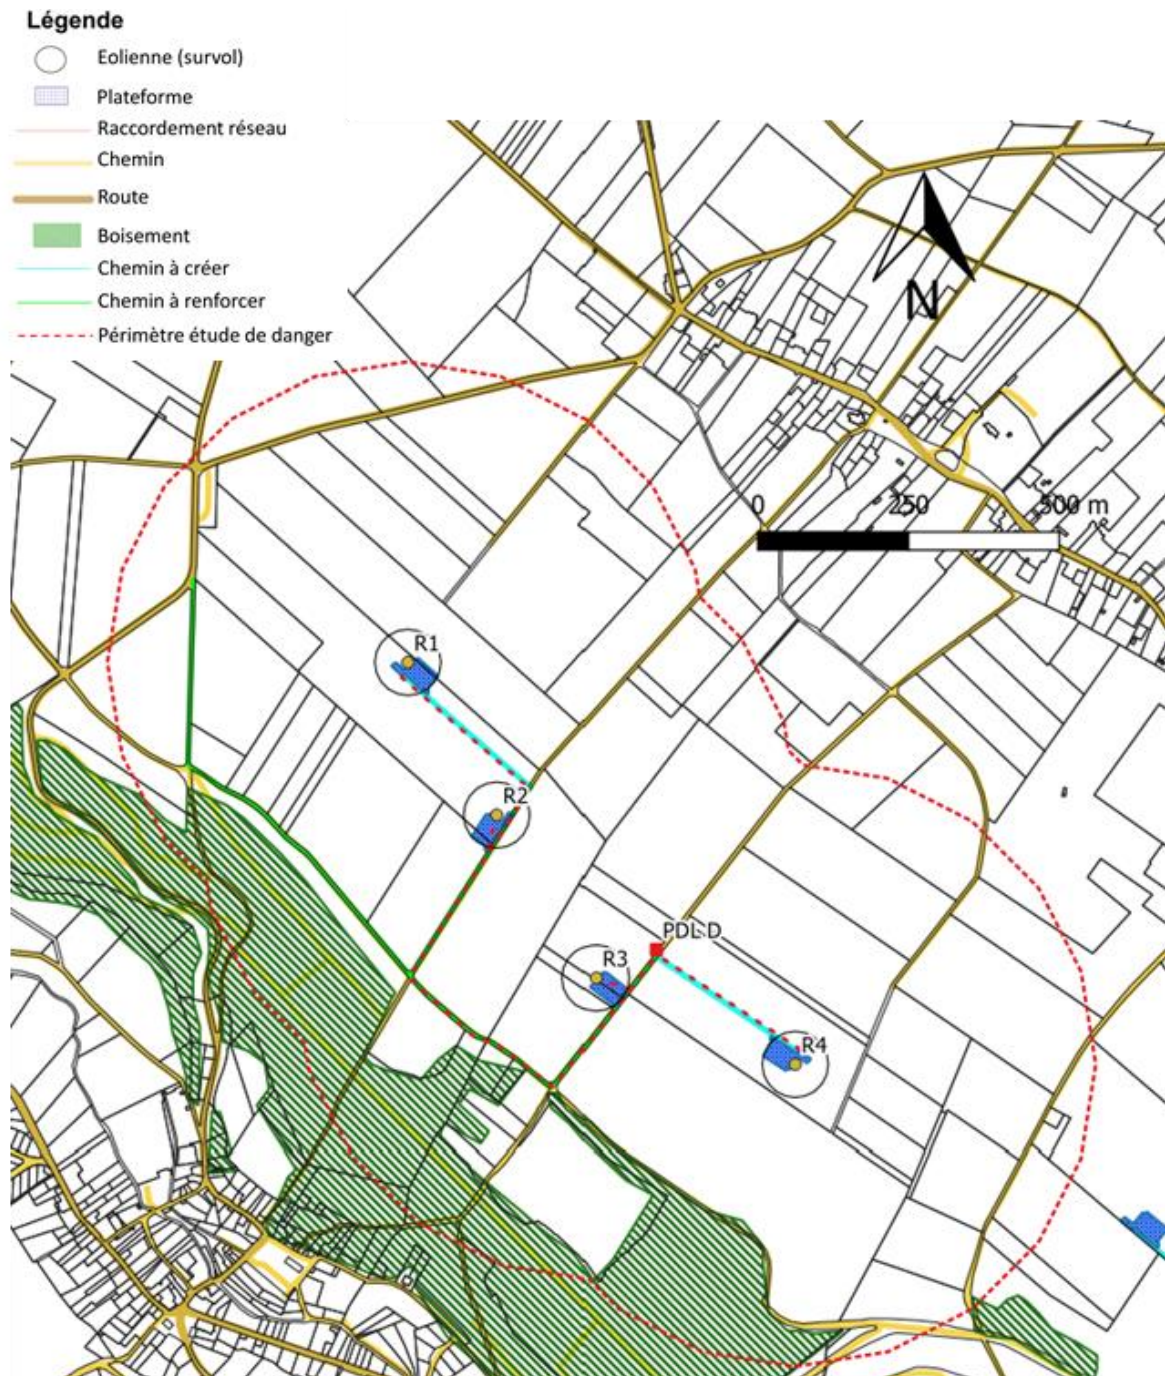 Légende
Eolienne (survol)
Plateforme
Raccordement réseau
Chemin
Route
Boisement
Chemin à créer
Chemin à renforcer
Périmètre étude de danger
N
0 250 500 m
R1
R2
PDL D
R3
R4